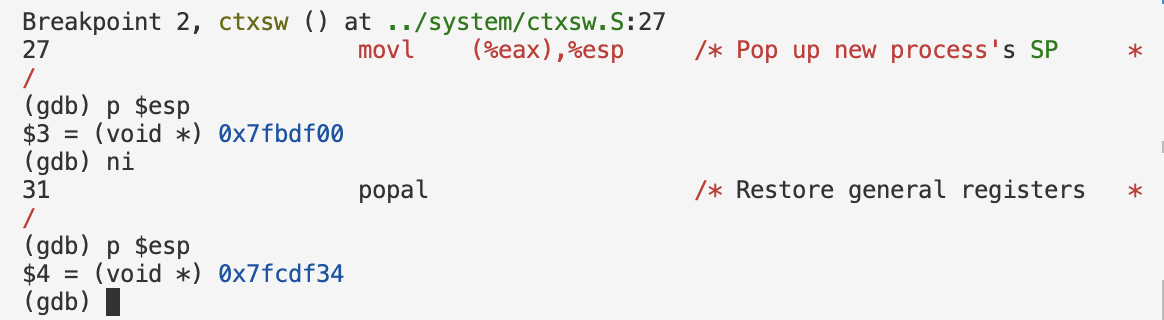 Breakpoint 2, ctxsw () at ../system/ctxsw.S:27
27                      movl    (%eax),%esp     /* Pop up new process's SP      *
/
(gdb) p $esp
$3 = (void *) 0x7fbdf00
(gdb) ni
31                      popal                   /* Restore general registers   *
/
(gdb) p $esp
$4 = (void *) 0x7fcdf34
(gdb)